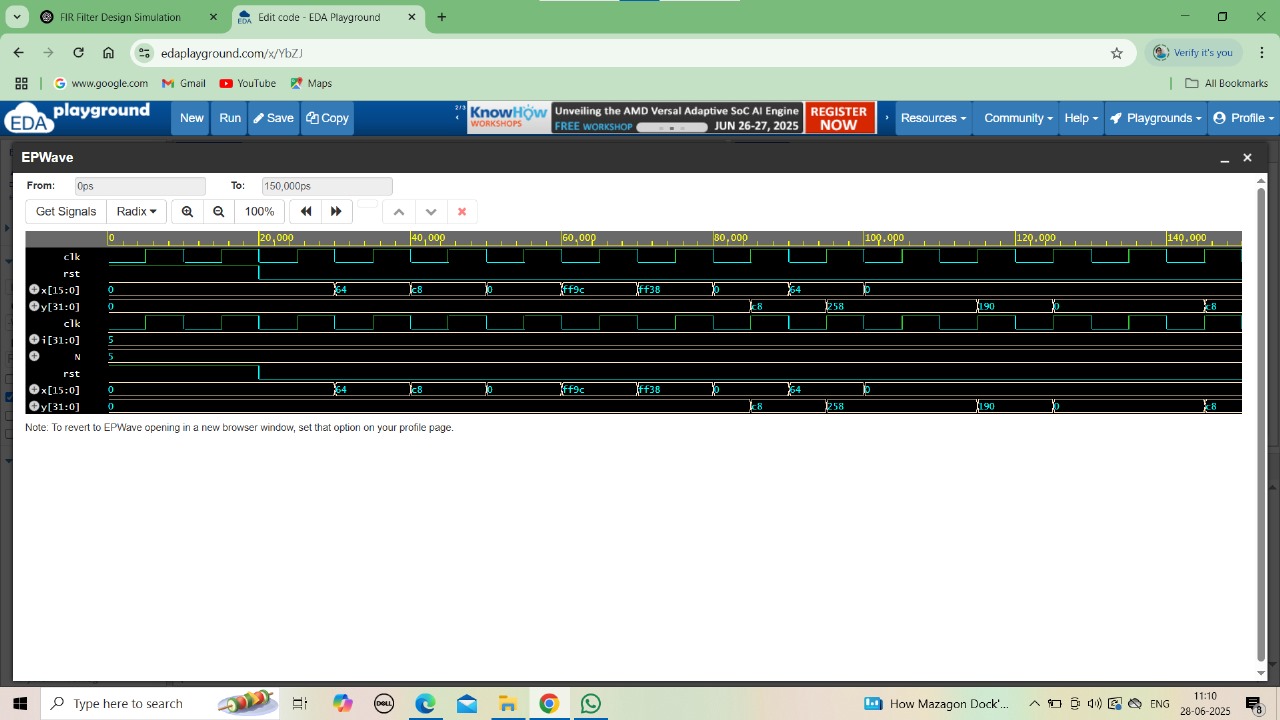 FIR Filter Design Simulation
Edit code - EDA Playground
edaplayground.com/x/YbZJ
Verify it's you
www.google.com Gmail YouTube Maps
All Bookmarks
EDA playground
New Run Save Copy
2/3
KnowHow WORKSHOPS
Unveiling the AMD Versal Adaptive SoC AI Engine
FREE WORKSHOP JUN 26-27, 2025
REGISTER NOW
Resources Community Help Playgrounds Profile
EPWave
From: 0ps To: 150,000ps
Get Signals Radix 100%
0 20,000 40,000 60,000 80,000 100,000 120,000 140,000
clk
rst
x[15:0] 0 64 c8 0 ff9c ff38 0 64 0
y[31:0] 0 c8 258 190 0 c8
clk
i[31:0] 5
N 5
rst
x[15:0] 0 64 c8 0 ff9c ff38 0 64 0
y[31:0] 0 c8 258 190 0 c8
Note: To revert to EPWave opening in a new browser window, set that option on your profile page.
Type here to search
DELL
How Mazagon Dock'...
ENG
11:10
28-06-2025
8